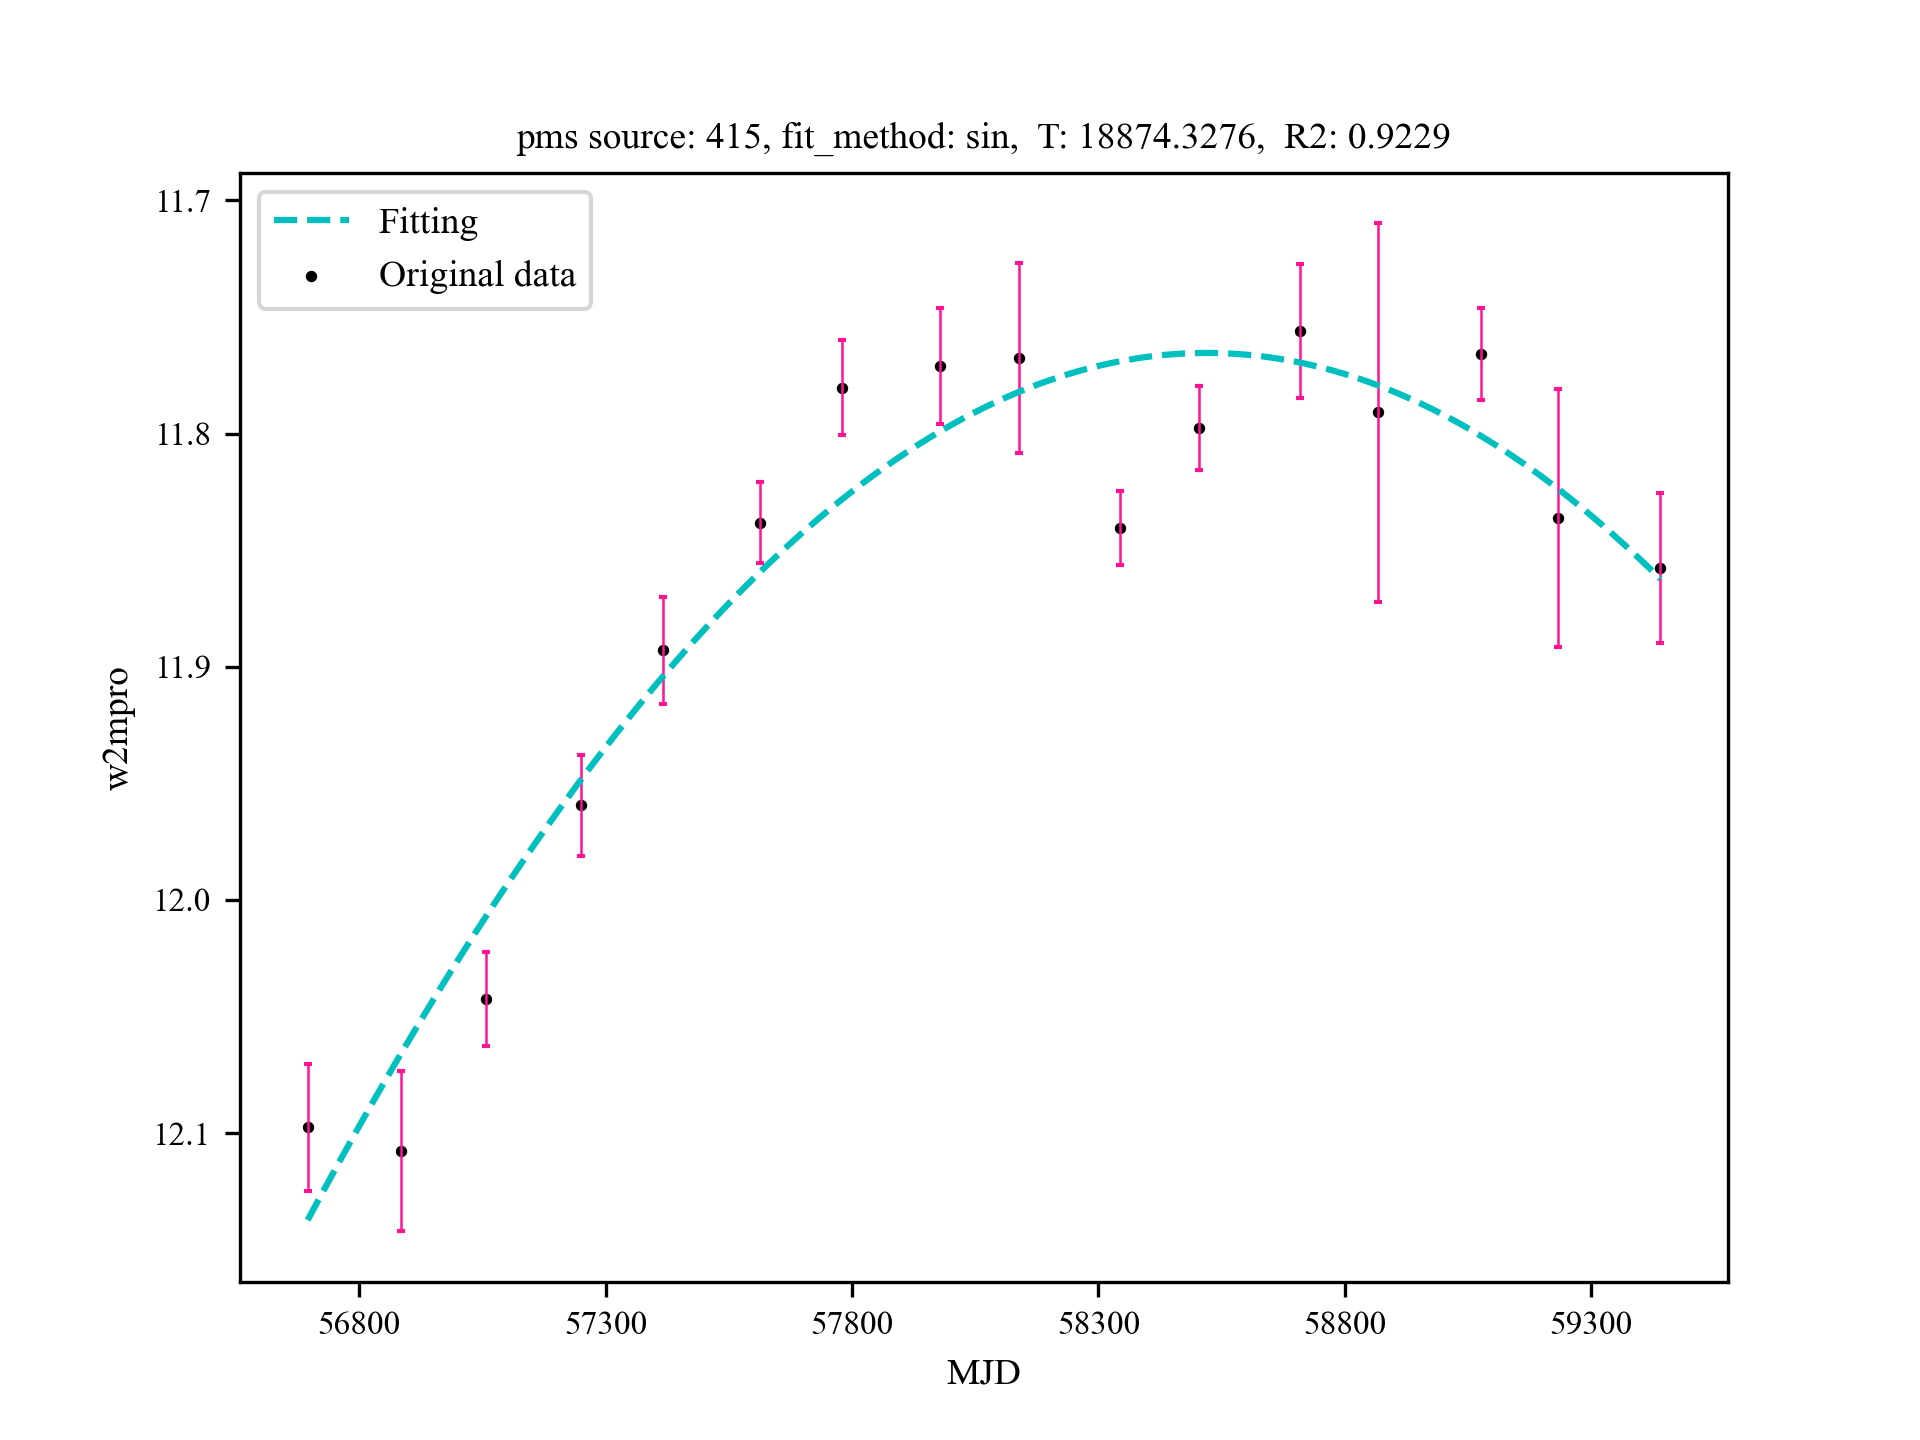 pms source: 415, fit_method: sin,  T: 18874.3276,  R2: 0.9229
Fitting
Original data
11.7
11.8
11.9
12.0
12.1
w2mpro
56800
57300
57800
58300
58800
59300
MJD